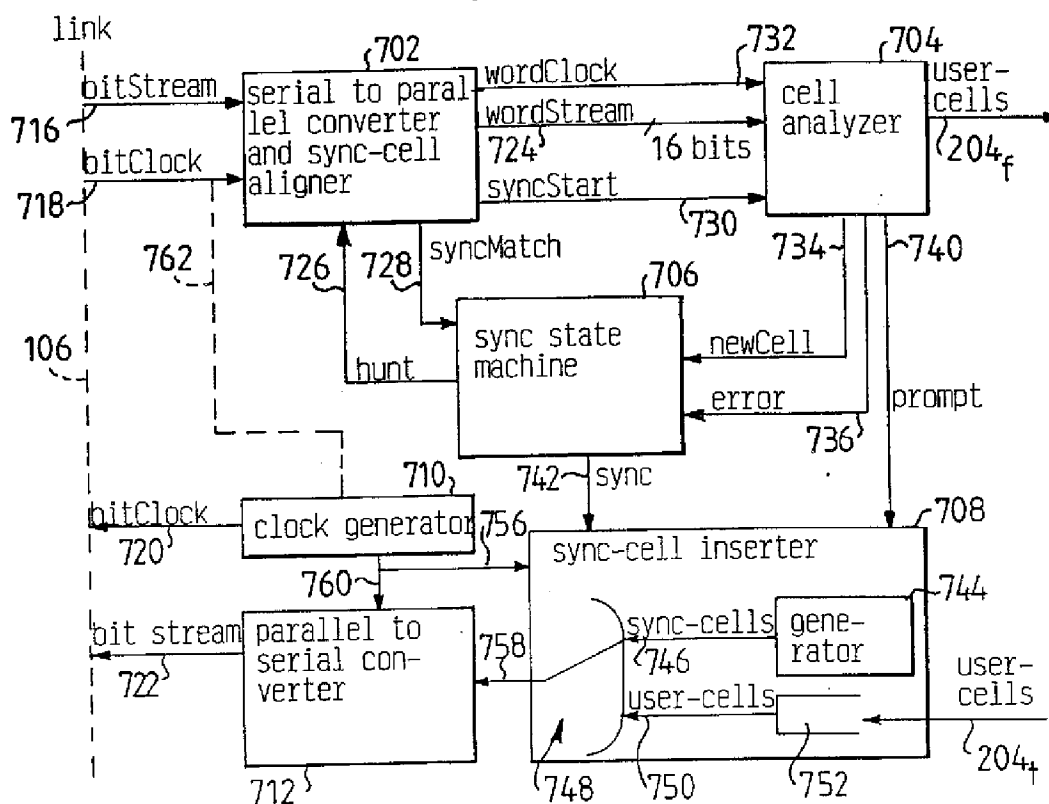 link
702
732
704
bitStream
716
serial to paral
lel converter
and sync-cell
aligner
wordClock
wordStream
724
16 bits
cell
analyzer
user-
cells
204f
bitClock
718
syncStart
730
762
726
728
syncMatch
734
740
706
sync state
machine
newCell
106
hunt
error
736
prompt
742
sync
710
708
bitClock
720
clock generator
756
sync-cell inserter
760
744
bit stream
722
parallel to
serial con-
verter
758
sync-cells
746
gene-
rator
user-cells
750
user-
cells
712
748
752
204t